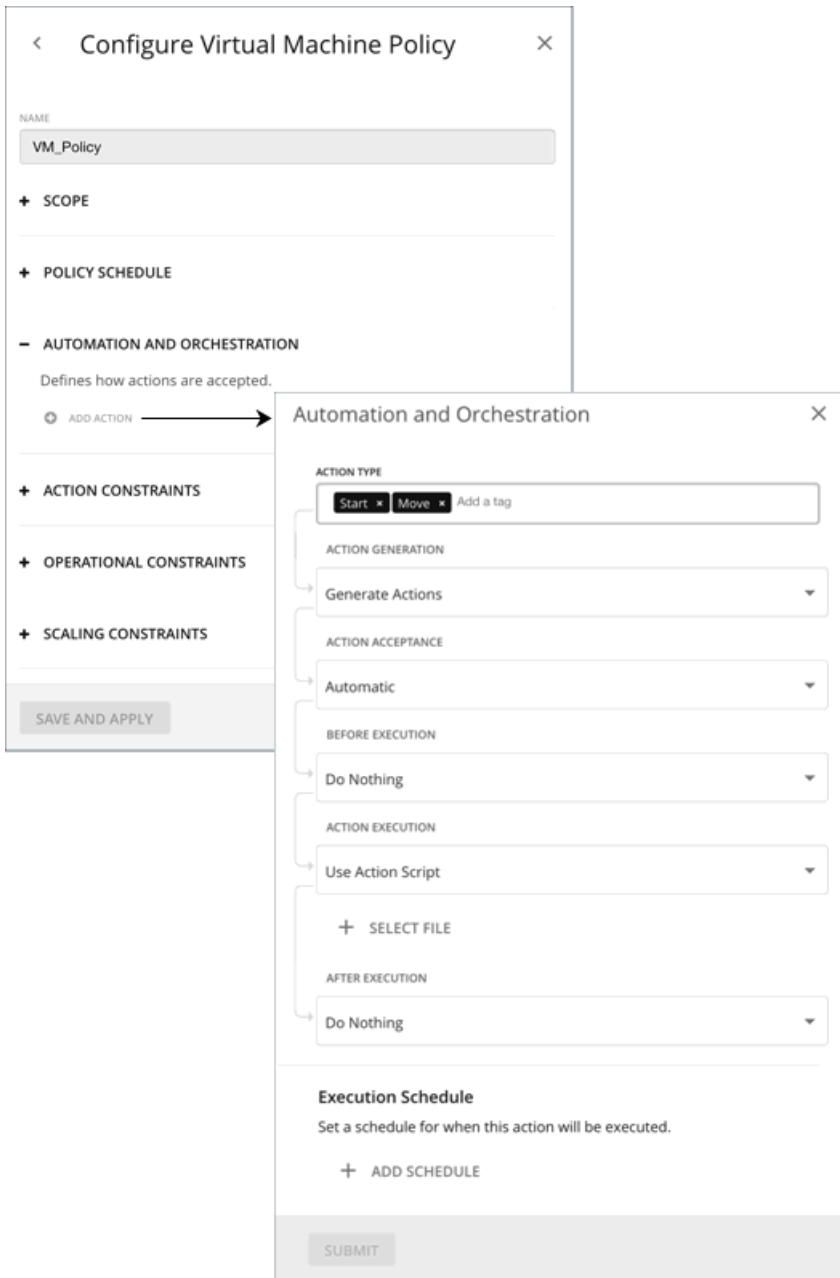 Configure Virtual Machine Policy
NAME
VM_Policy
SCOPE
POLICY SCHEDULE
AUTOMATION AND ORCHESTRATION
Defines how actions are accepted.
ADD ACTION
ACTION CONSTRAINTS
OPERATIONAL CONSTRAINTS
SCALING CONSTRAINTS
SAVE AND APPLY
Automation and Orchestration
ACTION TYPE
Start × Move × Add a tag
ACTION GENERATION
Generate Actions
ACTION ACCEPTANCE
Automatic
BEFORE EXECUTION
Do Nothing
ACTION EXECUTION
Use Action Script
SELECT FILE
AFTER EXECUTION
Do Nothing
Execution Schedule
Set a schedule for when this action will be executed.
ADD SCHEDULE
SUBMIT